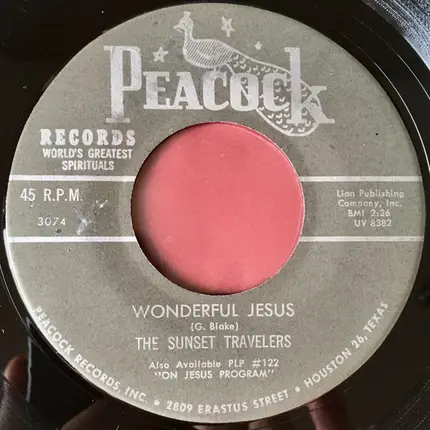 PEACOCK
RECORDS
WORLD'S GREATEST
SPIRITUALS
45 R.P.M.
3074
Lion Publishing
Company, Inc.
BMI 2:26
UV 8382
WONDERFUL JESUS
(G. Blake)
THE SUNSET TRAVELERS
Also Available PLP #122
"ON JESUS PROGRAM"
PEACOCK RECORDS, INC. • 2809 ERASTUS STREET • HOUSTON 26, TEXAS